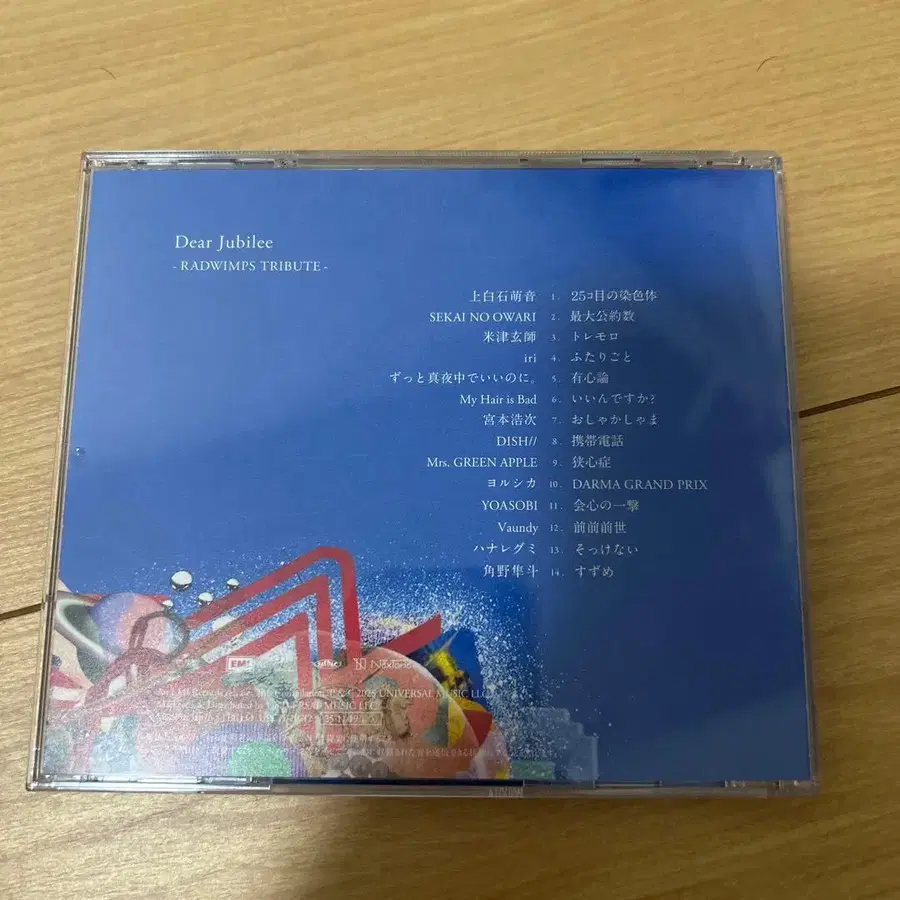 Dear Jubilee
- RADWIMPS TRIBUTE -
上白石萌音 1. 25コ目の染色体
SEKAI NO OWARI 2. 最大公約数
米津玄師 3. トレモロ
iri 4. ふたりごと
ずっと真夜中でいいのに。 5. 有心論
My Hair is Bad 6. いいんですか?
宮本浩次 7. おしゃかしゃま
DISH// 8. 携帯電話
Mrs. GREEN APPLE 9. 狭心症
ヨルシカ 10. DARMA GRAND PRIX
YOASOBI 11. 会心の一撃
Vaundy 12. 前前前世
ハナレグミ 13. そっけない
角野隼斗 14. すずめ
EMI
UNIVERSAL MUSIC LLC
MUSIC LLC